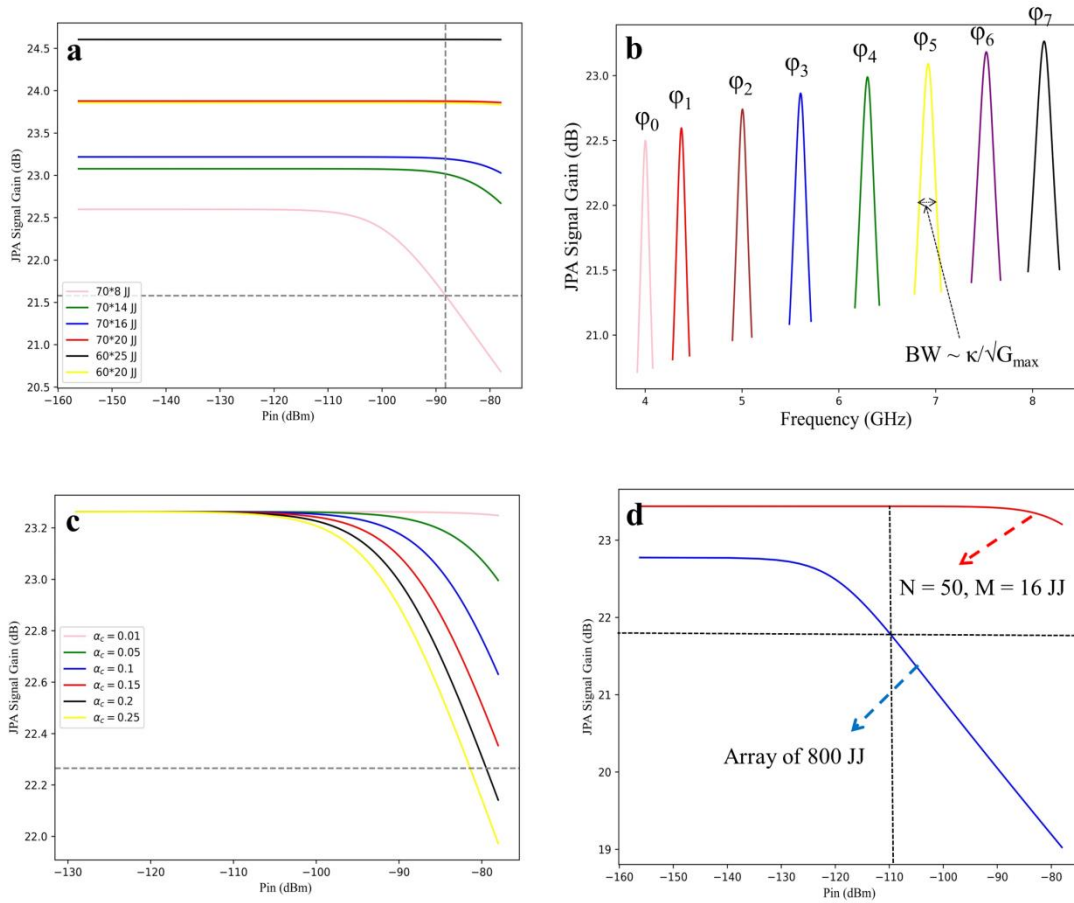 a
JPA Signal Gain (dB)
24.5
24.0
23.5
23.0
22.5
22.0
21.5
21.0
20.5
70*8 JJ
70*14 JJ
70*16 JJ
70*20 JJ
60*25 JJ
60*20 JJ
−160 −150 −140 −130 −120 −110 −100 −90 −80
Pin (dBm)
b
φ0 φ1 φ2 φ3 φ4 φ5 φ6 φ7
JPA Signal Gain (dB)
23.0
22.5
22.0
21.5
21.0
BW ~ κ/√Gmax
4 5 6 7 8
Frequency (GHz)
c
JPA Signal Gain (dB)
23.2
23.0
22.8
22.6
22.4
22.2
22.0
αc = 0.01
αc = 0.05
αc = 0.1
αc = 0.15
αc = 0.2
αc = 0.25
−130 −120 −110 −100 −90 −80
Pin (dBm)
d
JPA Signal Gain (dB)
23
22
21
20
19
N = 50, M = 16 JJ
Array of 800 JJ
−160 −150 −140 −130 −120 −110 −100 −90 −80
Pin (dBm)